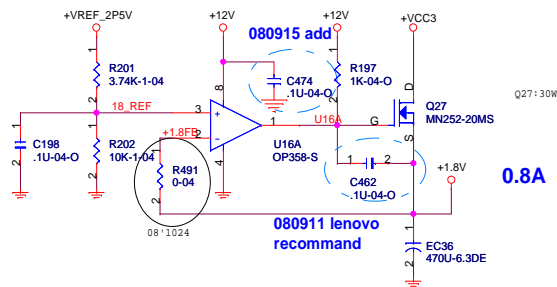 +VREF_2P5V
+12V
080915 add
+12V
+VCC3
1
R201
3.74K-1-04
2
C474
.1U-04-O
1
R197
1K-04-O
2
D
Q27
MN252-20MS
G
S
Q27:30W
8
18_REF
3
+
1
U16A
+1.8FB
2
-
U16A
OP358-S
4
C198
.1U-04-O
1
R202
10K-1-04
2
1
R491
0-04
2
08'1024
1
2
C462
.1U-04-O
+1.8V
0.8A
080911 lenovo
recommand
1
EC36
470U-6.3DE
2